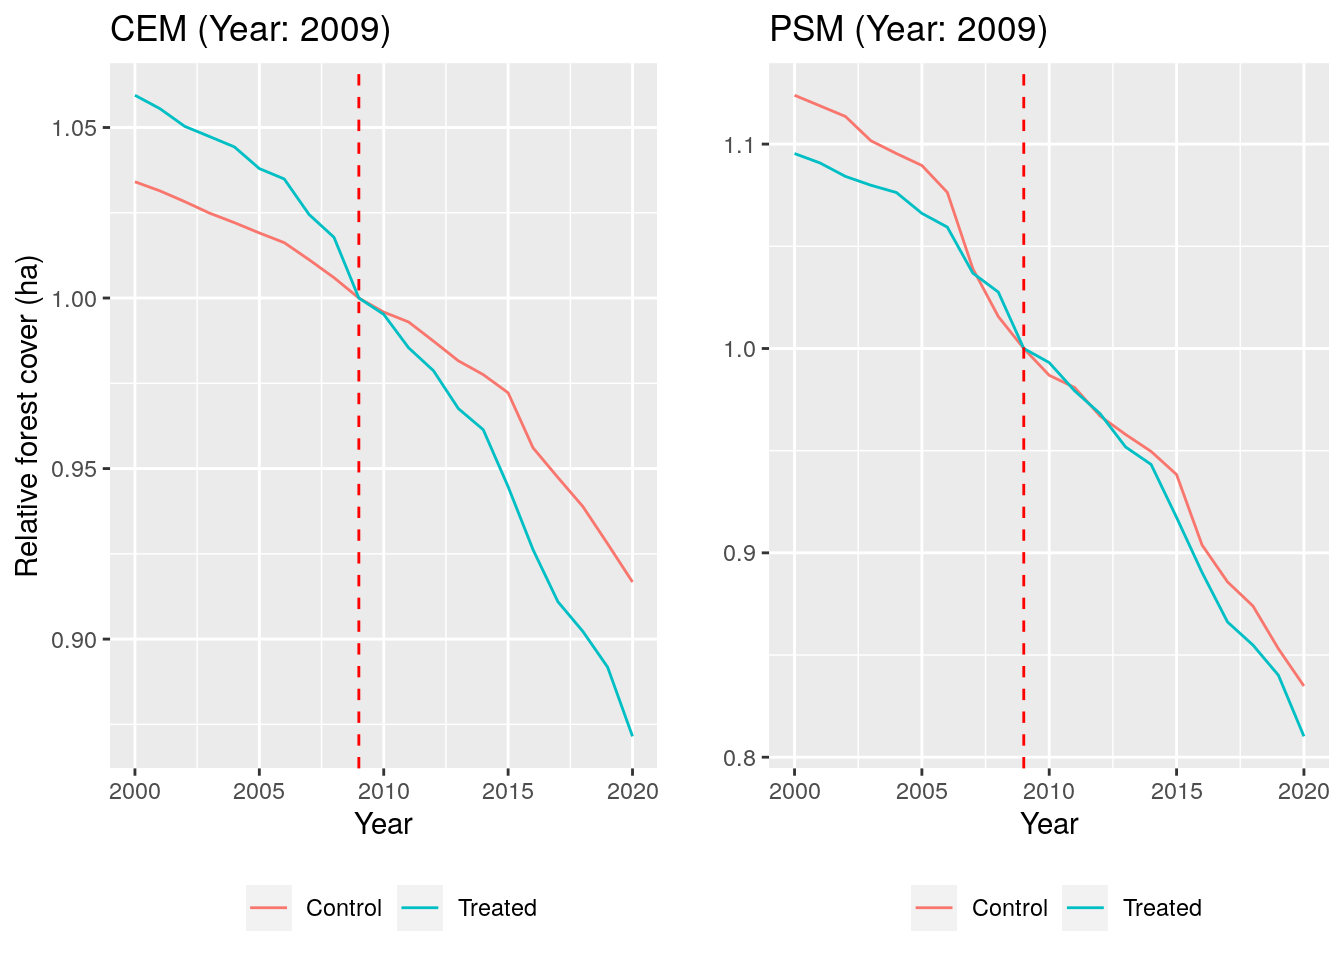 CEM (Year: 2009)
PSM (Year: 2009)
Relative forest cover (ha)
1.05
1.00
0.95
0.90
2000 2005 2010 2015 2020
Year
Control Treated
1.1
1.0
0.9
0.8
2000 2005 2010 2015 2020
Year
Control Treated